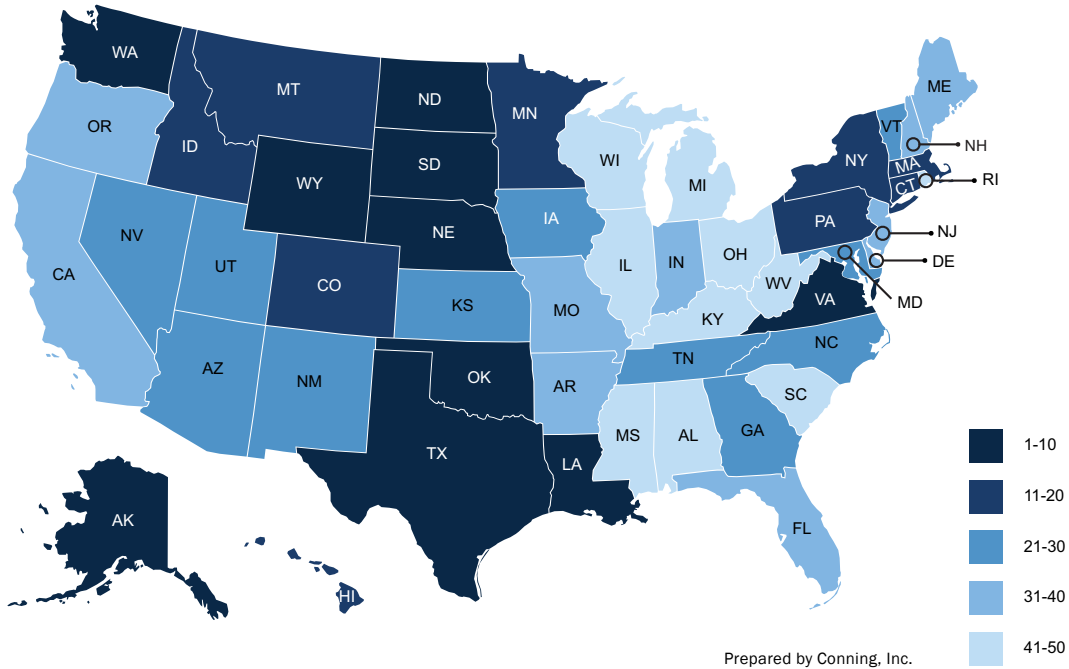 WA
MT
ND
MN
ME
OR
ID
SD
WI
VT
NH
WY
MI
NY
MA
CT
RI
NE
IA
PA
NJ
NV
UT
CO
IL
IN
OH
DE
CA
KS
MO
WV
VA
MD
KY
AZ
NM
OK
AR
TN
NC
SC
TX
LA
MS
AL
GA
FL
AK
HI
1-10
11-20
21-30
31-40
41-50
Prepared by Conning, Inc.